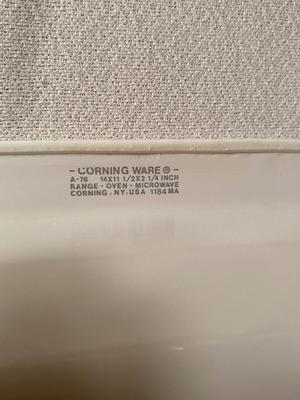 - CORNING WARE® -
A-76 14X11 1/2X2 1/4 INCH
RANGE · OVEN · MICROWAVE
CORNING · NY. USA 1184 MA